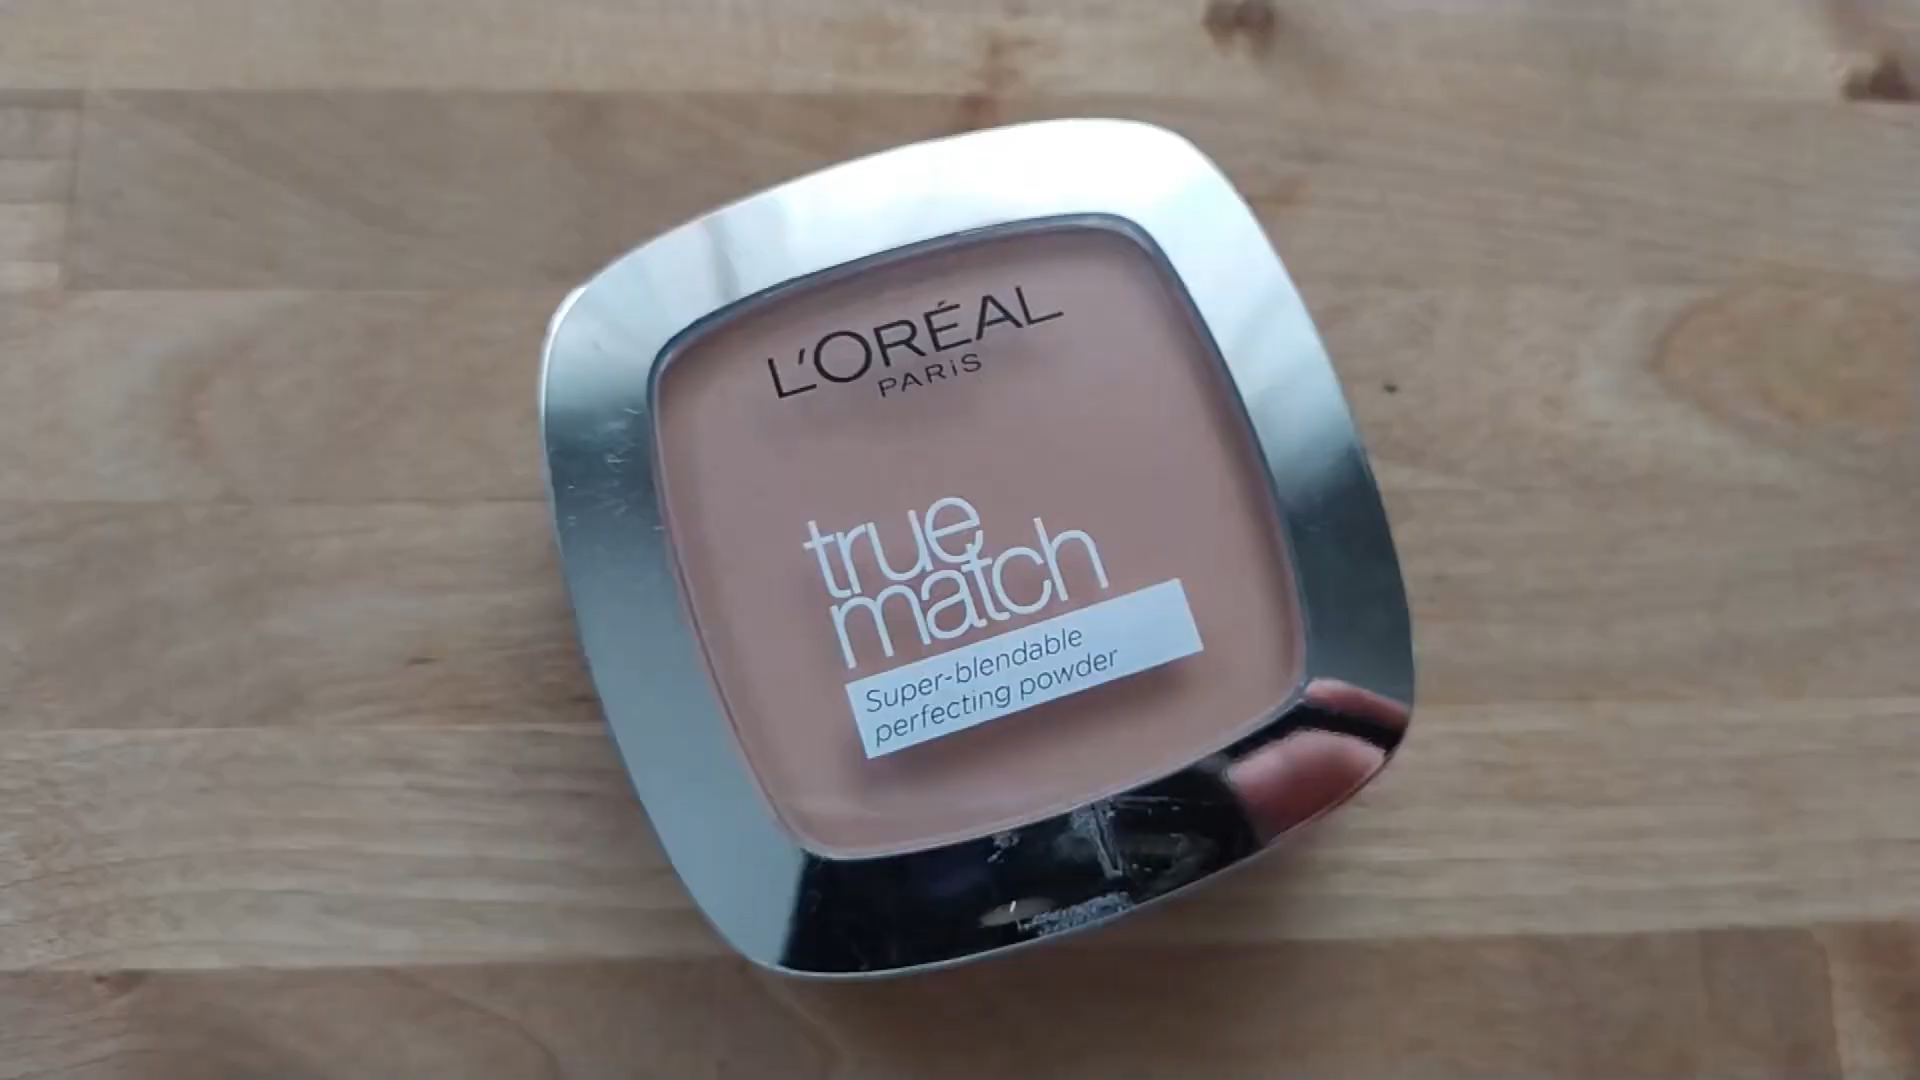 L'ORÉAL
PARiS
true
match
Super-blendable
perfecting powder